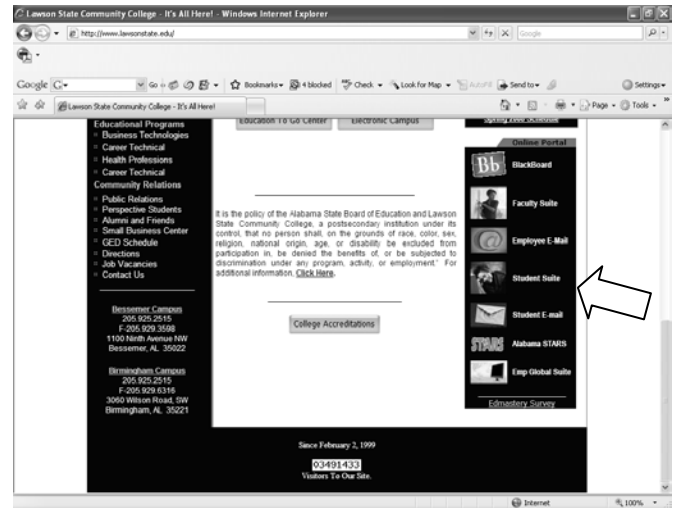 Lawson State Community College - It's All Here! - Windows Internet Explorer
http://www.lawsonstate.edu/
Google
Google
G
Go
Bookmarks
4 blocked
Check
Look for Map
AutoFill
Send to
Settings
Lawson State Community College - It's All Here!
Page
Tools
Educational Programs
Business Technologies
Career Technical
Health Professions
Career Technical
Community Relations
Public Relations
Perspective Students
Alumni and Friends
Small Business Center
GED Schedule
Directions
Job Vacancies
Contact Us
Bessemer Campus
205.925.2515
F-205.929.3598
1100 Ninth Avenue NW
Bessemer, AL 35022
Birmingham Campus
205.925.2515
F-205.929.6316
3060 Wilson Road, SW
Birmingham, AL 35221
Education To Go Center
Electronic Campus
It is the policy of the Alabama State Board of Education and Lawson
State Community College, a postsecondary institution under its
control, that no person shall, on the grounds of race, color, sex,
religion, national origin, age, or disability be excluded from
participation in, be denied the benefits of, or be subjected to
discrimination under any program, activity, or employment." For
additional information, Click Here.
College Accreditations
Schedule
Online Portal
Bb
BlackBoard
Faculty Suite
@
Employee E-Mail
Student Suite
Student E-mail
STARS
Alabama STARS
Emp Global Suite
Edmastery Survey
Since February 2, 1999
03491433
Visitors To Our Site.
Internet
100%